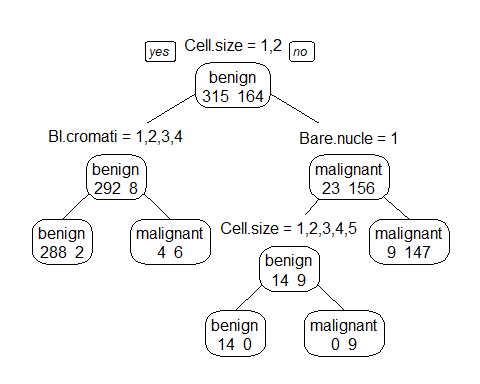 yes Cell.size = 1,2 no
benign
315 164
Bl.cromati = 1,2,3,4
Bare.nucle = 1
benign
292 8
malignant
23 156
benign
288 2
malignant
4 6
Cell.size = 1,2,3,4,5
malignant
9 147
benign
14 9
benign
14 0
malignant
0 9